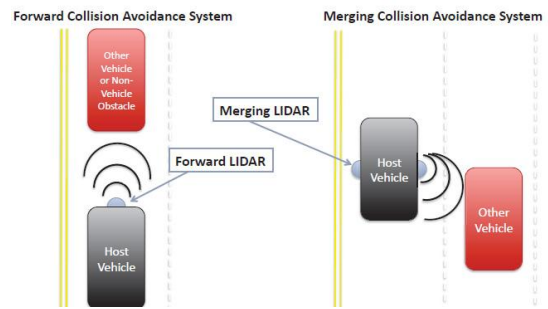 Forward Collision Avoidance System
Other
Vehicle
or Non-
Vehicle
Obstacle
Forward LIDAR
Host
Vehicle
Merging Collision Avoidance System
Merging LIDAR
Host
Vehicle
Other
Vehicle